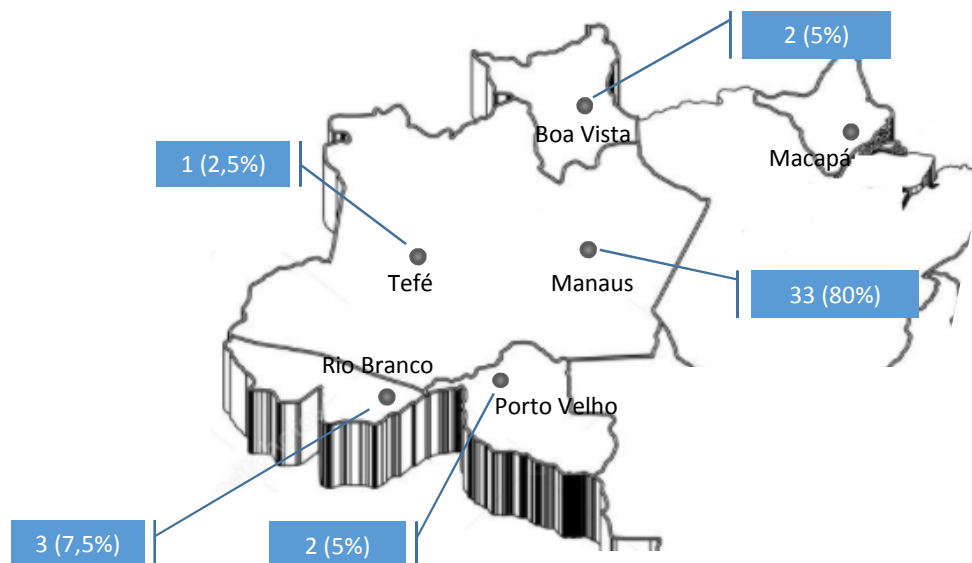 2 (5%)
Boa Vista
Macapá
1 (2,5%)
Tefé
Manaus
33 (80%)
Rio Branco
Porto Velho
3 (7,5%)
2 (5%)